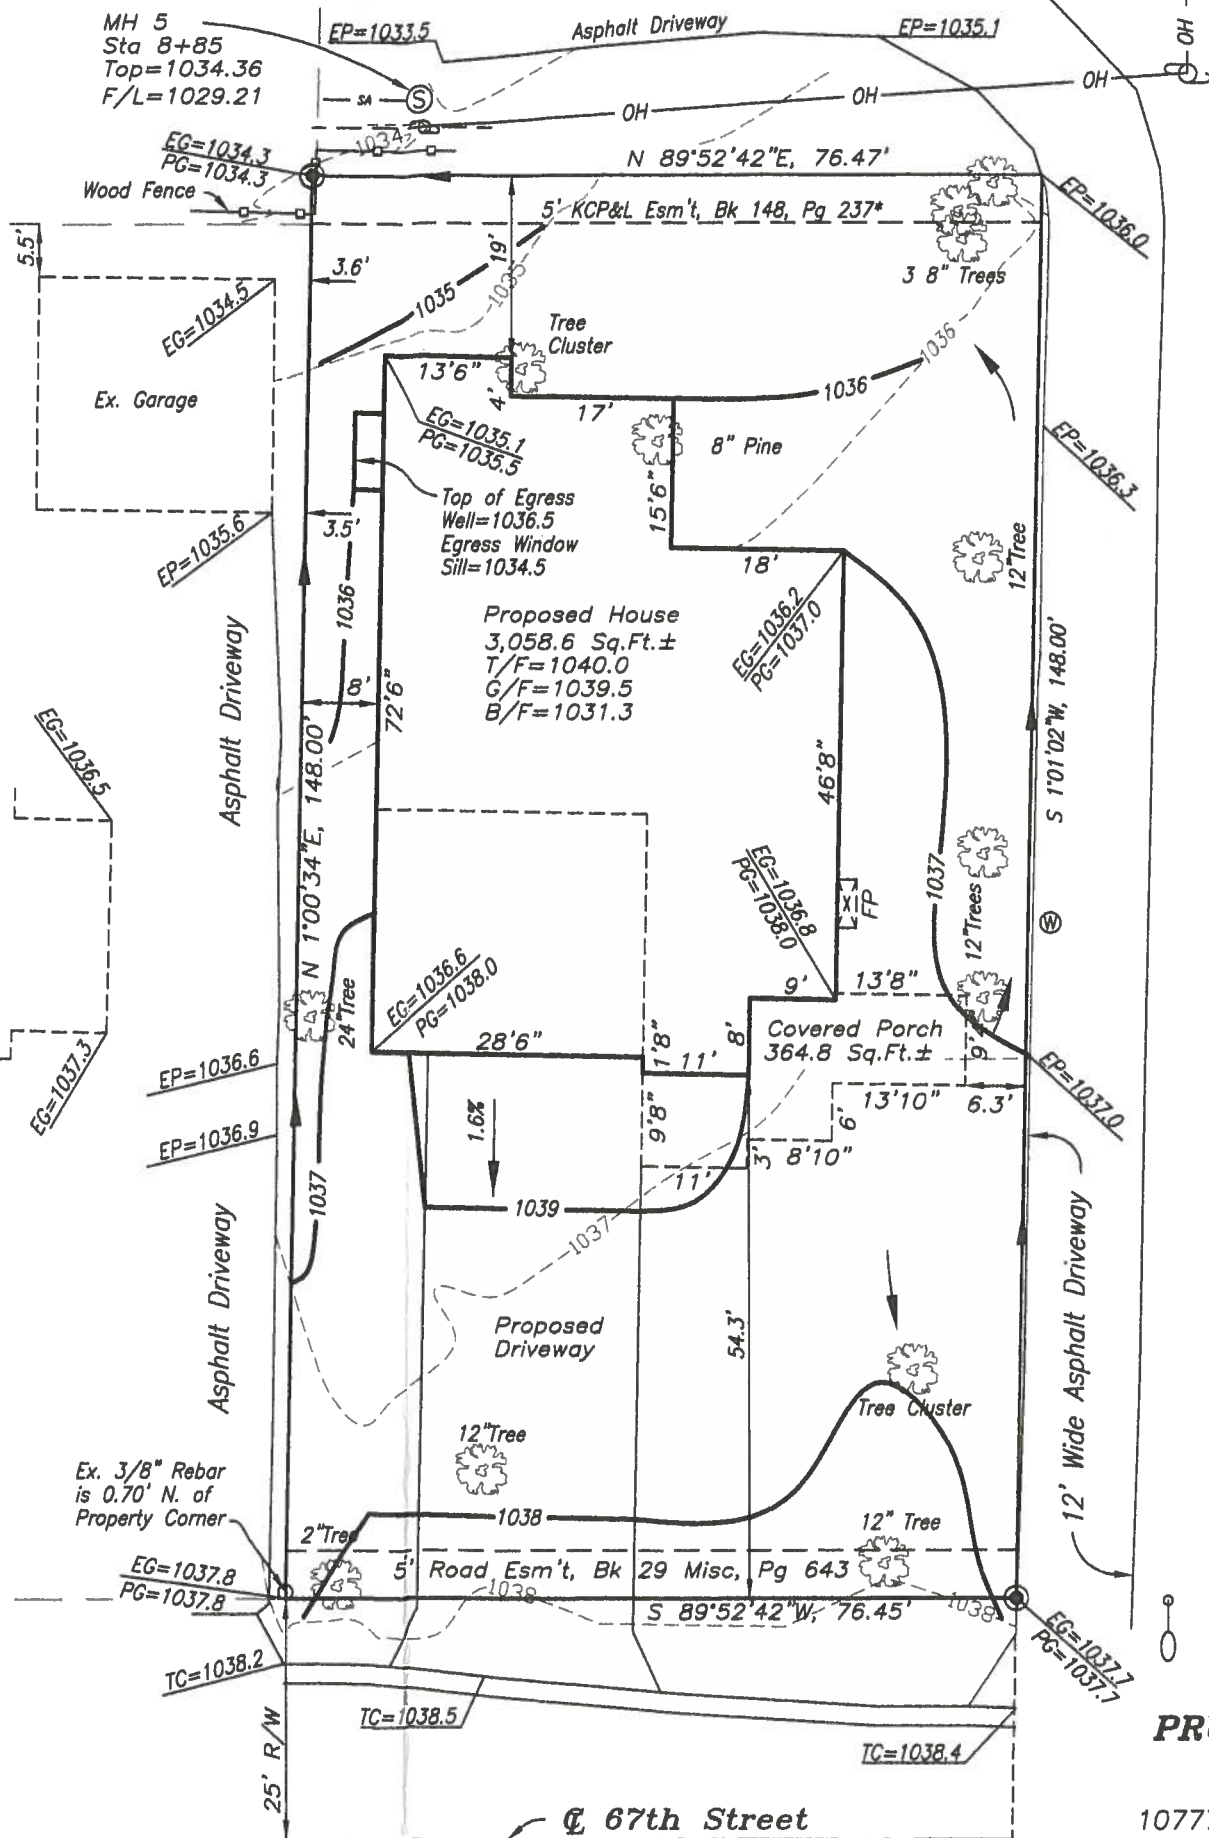 MH 5
Sta 8+85
Top=1034.36
F/L=1029.21
EP=1033.5
Asphalt Driveway
EP=1035.1
OH
SA
S
OH
OH
OH
1034
EG=1034.3
PG=1034.3
N 89°52'42"E, 76.47'
Wood Fence
5' KCP&L Esm't, Bk 148, Pg 237*
EP=1036.0
5.5'
3.6'
19'
3 8" Trees
EG=1034.5
1035
1035
Tree
Cluster
1036
13'6"
4'
17'
1036
Ex. Garage
EG=1035.1
PG=1035.5
8" Pine
EP=1036.3
15'6"
Top of Egress
Well=1036.5
Egress Window
Sill=1034.5
3.5'
EP=1035.6
12"Tree
18'
1036
Proposed House
3,058.6 Sq.Ft.±
T/F=1040.0
G/F=1039.5
B/F=1031.3
EG=1036.2
PG=1037.0
Asphalt Driveway
8'
72'6"
S 1°01'02"W, 148.00'
EG=1036.5
N 1°00'34"E, 148.00'
46'8"
1037
EG=1036.8
PG=1038.0
X
FP
12"Trees
W
EG=1036.6
PG=1038.0
24"Tree
9'
13'8"
28'6"
1'8"
11'
8'
Covered Porch
364.8 Sq.Ft.±
9'2"
EG=1037.3
EP=1036.6
EP=1037.0
13'10"
6.3'
1.6%
9'8"
6'
EP=1036.9
3'
8'10"
11'
1037
1039
1037
Asphalt Driveway
Proposed
Driveway
54.3'
12' Wide Asphalt Driveway
Tree Cluster
12"Tree
Ex. 3/8" Rebar
is 0.70' N. of
Property Corner
1038
2"Tree
12" Tree
EG=1037.8
PG=1037.8
5' Road Esm't, Bk 29 Misc, Pg 643
1038
S 89°52'42"W, 76.45'
1038
EG=1037.7
PG=1037.7
TC=1038.2
TC=1038.5
TC=1038.4
25' R/W
℄ 67th Street